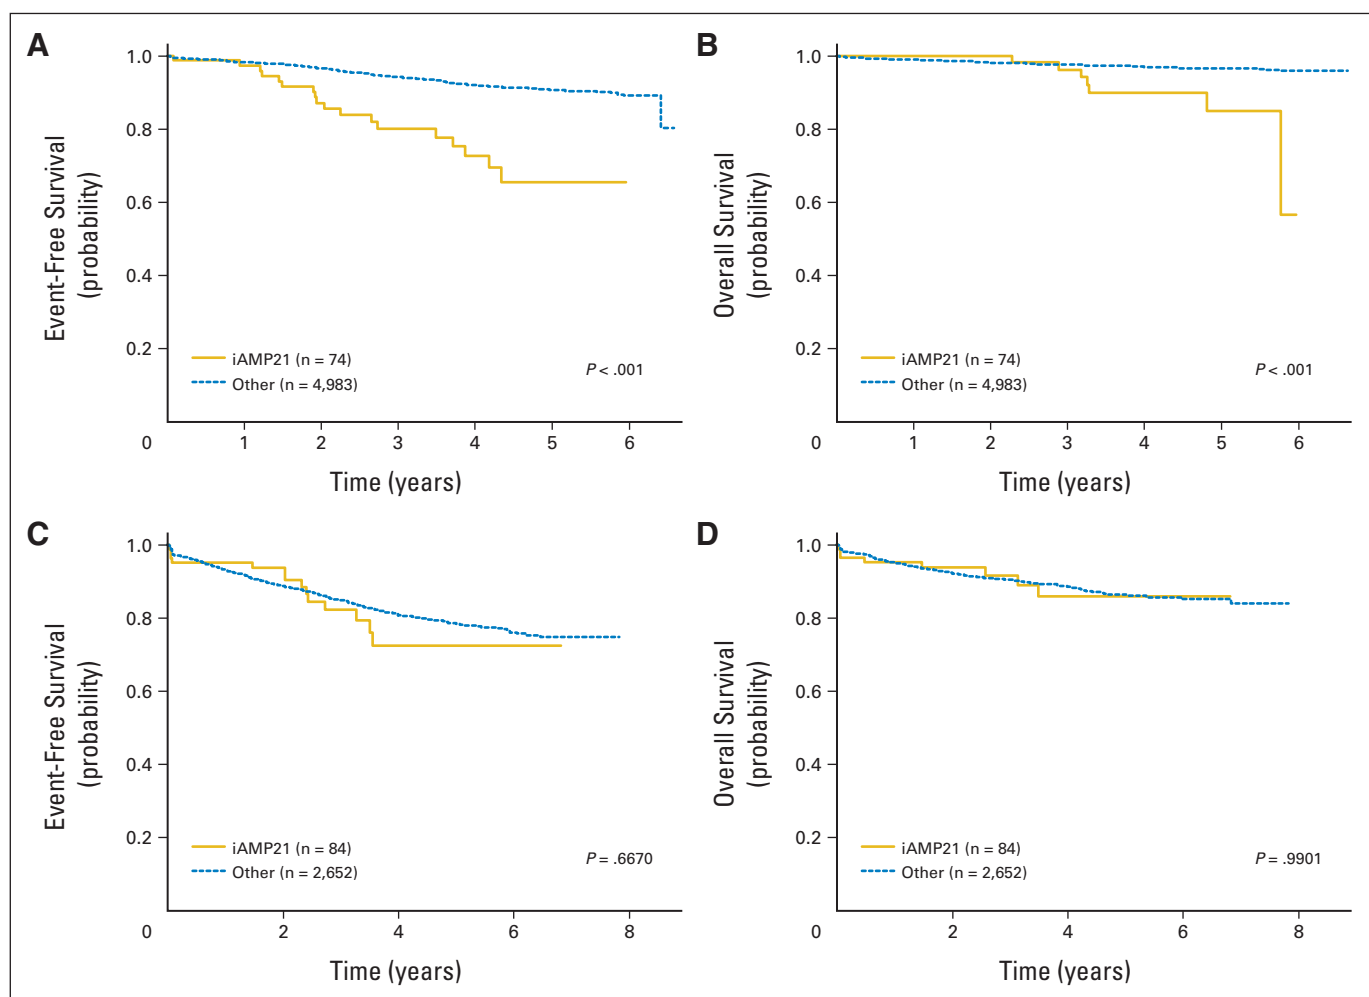 A
Event-Free Survival
(probability)
1.0
0.8
0.6
0.4
0.2
0
iAMP21 (n = 74)
Other (n = 4,983)
P < .001
1 2 3 4 5 6
Time (years)
B
Overall Survival
(probability)
1.0
0.8
0.6
0.4
0.2
0
iAMP21 (n = 74)
Other (n = 4,983)
P < .001
1 2 3 4 5 6
Time (years)
C
Event-Free Survival
(probability)
1.0
0.8
0.6
0.4
0.2
0
iAMP21 (n = 84)
Other (n = 2,652)
P = .6670
2 4 6 8
Time (years)
D
Overall Survival
(probability)
1.0
0.8
0.6
0.4
0.2
0
iAMP21 (n = 84)
Other (n = 2,652)
P = .9901
2 4 6 8
Time (years)